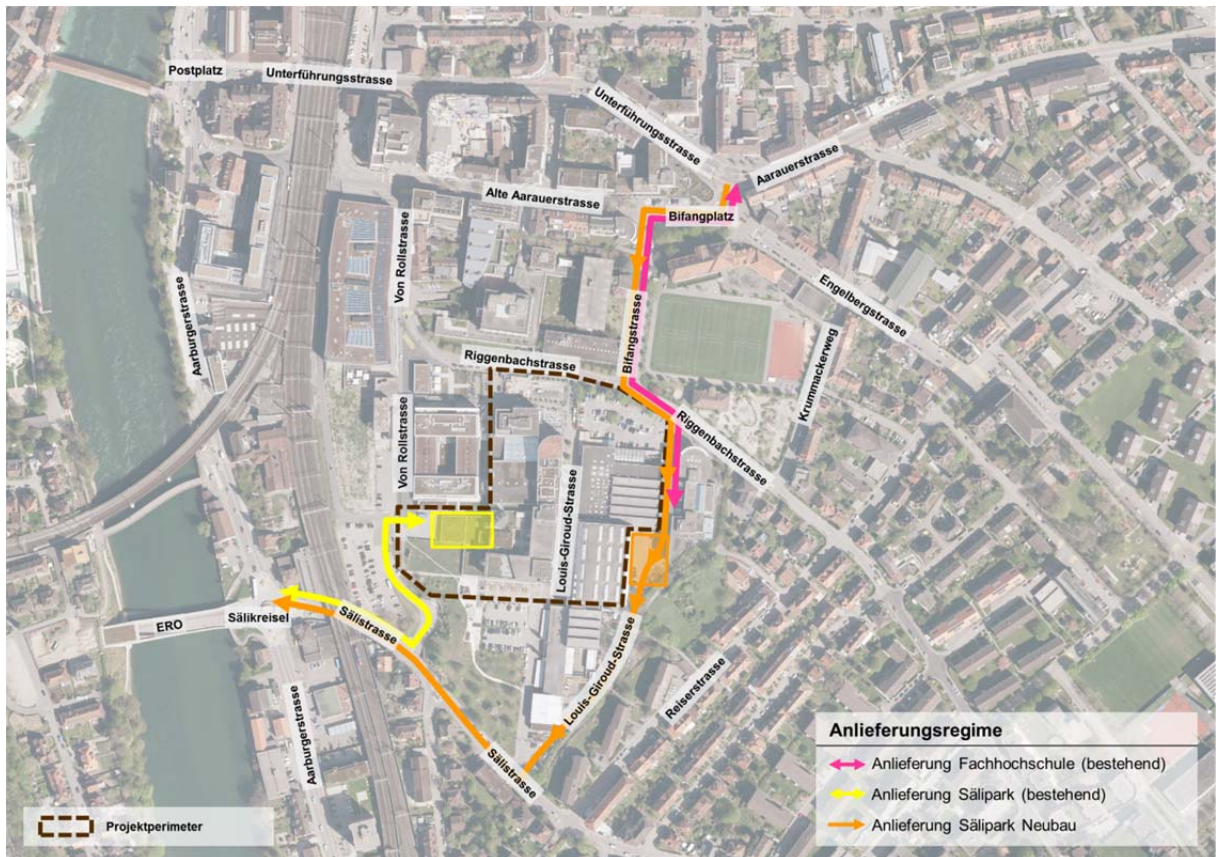 Postplatz
Unterführungsstrasse
Unterführungsstrasse
Aarauerstrasse
Alte Aarauerstrasse
Bifangplatz
Von Rollstrasse
Engelbergstrasse
Aarburgerstrasse
Bifangstrasse
Riggenbachstrasse
Krummackerweg
Riggenbachstrasse
Von Rollstrasse
Louis-Giroud-Strasse
Sälikreisel
ERO
Sälistrasse
Louis-Giroud-Strasse
Reiserstrasse
Aarburgerstrasse
Sälistrasse
Anlieferungsregime
Anlieferung Fachhochschule (bestehend)
Anlieferung Sälipark (bestehend)
Anlieferung Sälipark Neubau
Projektperimeter